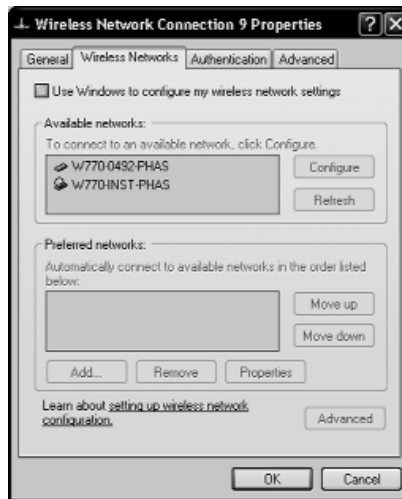 Wireless Network Connection 9 Properties
General Wireless Networks Authentication Advanced
Use Windows to configure my wireless network settings
Available networks:
To connect to an available network, click Configure.
W770-0492-PHAS
W770-INST-PHAS
Configure
Refresh
Preferred networks:
Automatically connect to available networks in the order listed
below:
Move up
Move down
Add... Remove Properties
Learn about setting up wireless network
configuration.
Advanced
OK Cancel